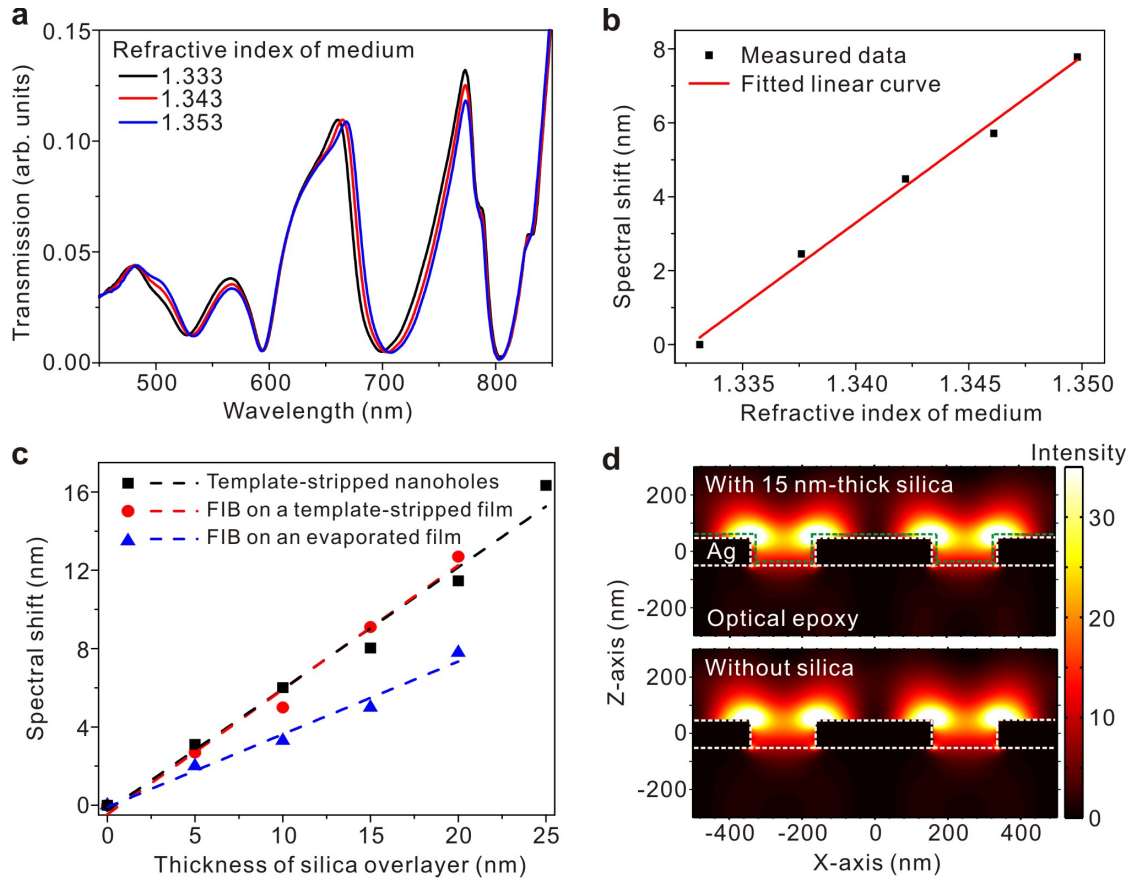 a
0.15
0.10
0.05
0.00
Transmission (arb. units)
Refractive index of medium
1.333
1.343
1.353
500
600
700
800
Wavelength (nm)
b
8
6
4
2
0
Spectral shift (nm)
Measured data
Fitted linear curve
1.335
1.340
1.345
1.350
Refractive index of medium
c
16
12
8
4
0
Spectral shift (nm)
Template-stripped nanoholes
FIB on a template-stripped film
FIB on an evaporated film
0
5
10
15
20
25
Thickness of silica overlayer (nm)
d
Intensity
With 15 nm-thick silica
Ag
Optical epoxy
200
0
-200
Without silica
200
0
-200
Z-axis (nm)
-400
-200
0
200
400
X-axis (nm)
30
20
10
0